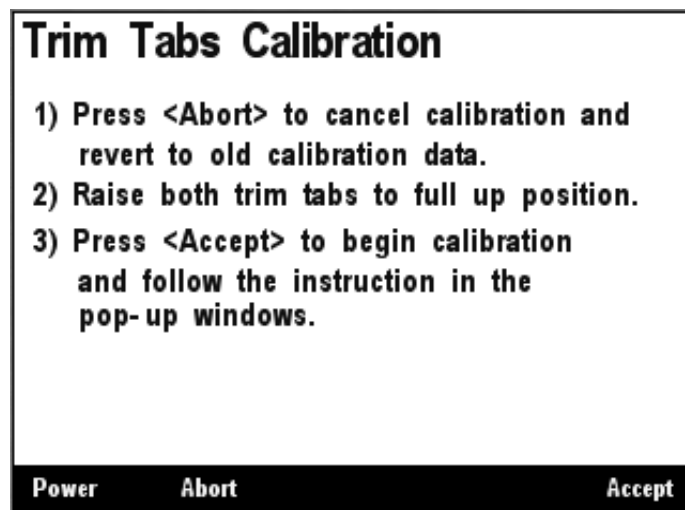 Trim Tabs Calibration
1) Press <Abort> to cancel calibration and
revert to old calibration data.
2) Raise both trim tabs to full up position.
3) Press <Accept> to begin calibration
and follow the instruction in the
pop-up windows.
Power Abort Accept